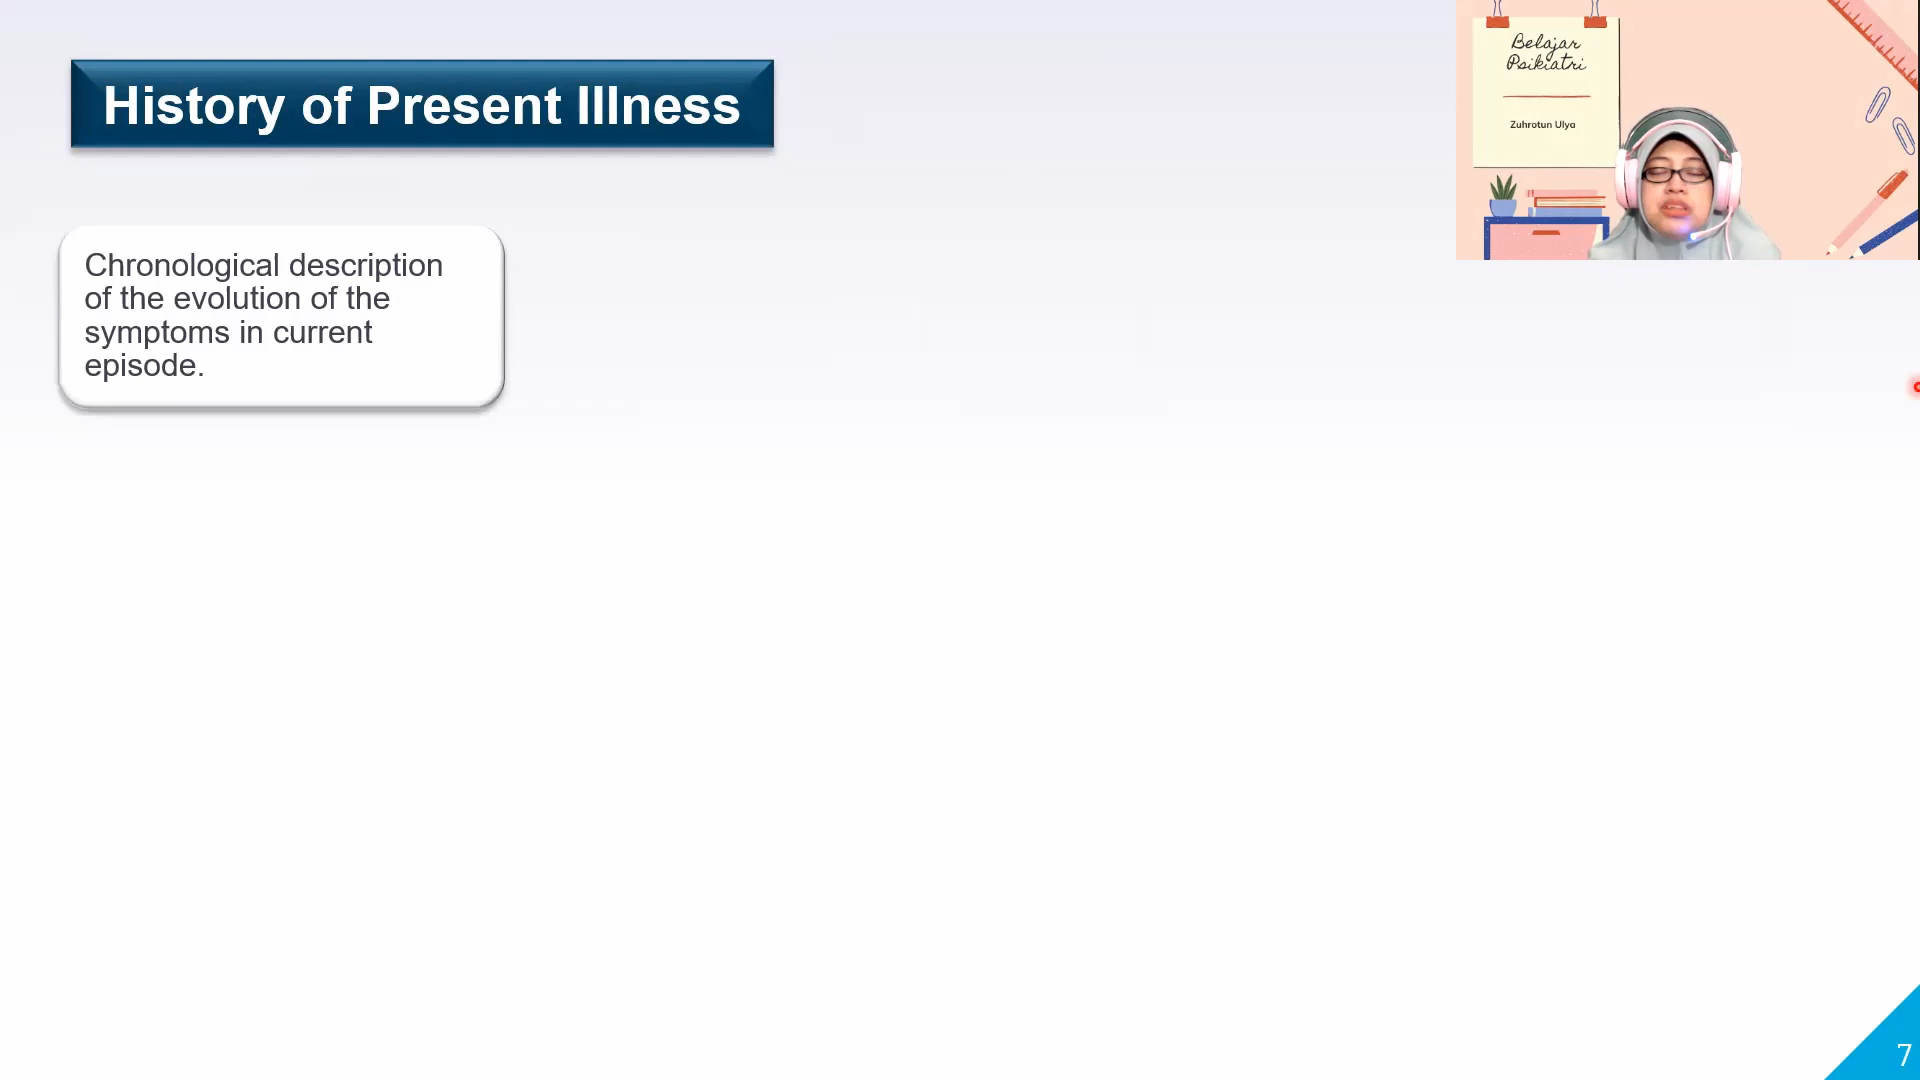 History of Present Illness
Chronological description
of the evolution of the
symptoms in current
episode.
Belajar
Psikiatri
Zuhrotun Ulya
7